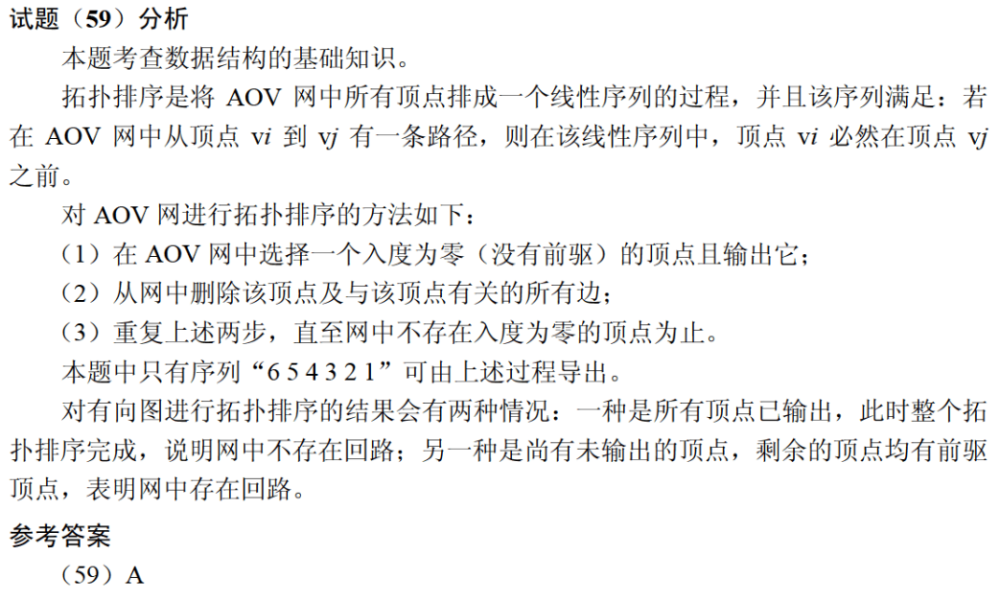 试题（59）分析
本题考查数据结构的基础知识。
拓扑排序是将 AOV 网中所有顶点排成一个线性序列的过程，并且该序列满足：若
在 AOV 网中从顶点 vi 到 vj 有一条路径，则在该线性序列中，顶点 vi 必然在顶点 vj
之前。
对 AOV 网进行拓扑排序的方法如下：
（1）在 AOV 网中选择一个入度为零（没有前驱）的顶点且输出它；
（2）从网中删除该顶点及与该顶点有关的所有边；
（3）重复上述两步，直至网中不存在入度为零的顶点为止。
本题中只有序列“6 5 4 3 2 1”可由上述过程导出。
对有向图进行拓扑排序的结果会有两种情况：一种是所有顶点已输出，此时整个拓
扑排序完成，说明网中不存在回路；另一种是尚有未输出的顶点，剩余的顶点均有前驱
顶点，表明网中存在回路。
参考答案
（59）A